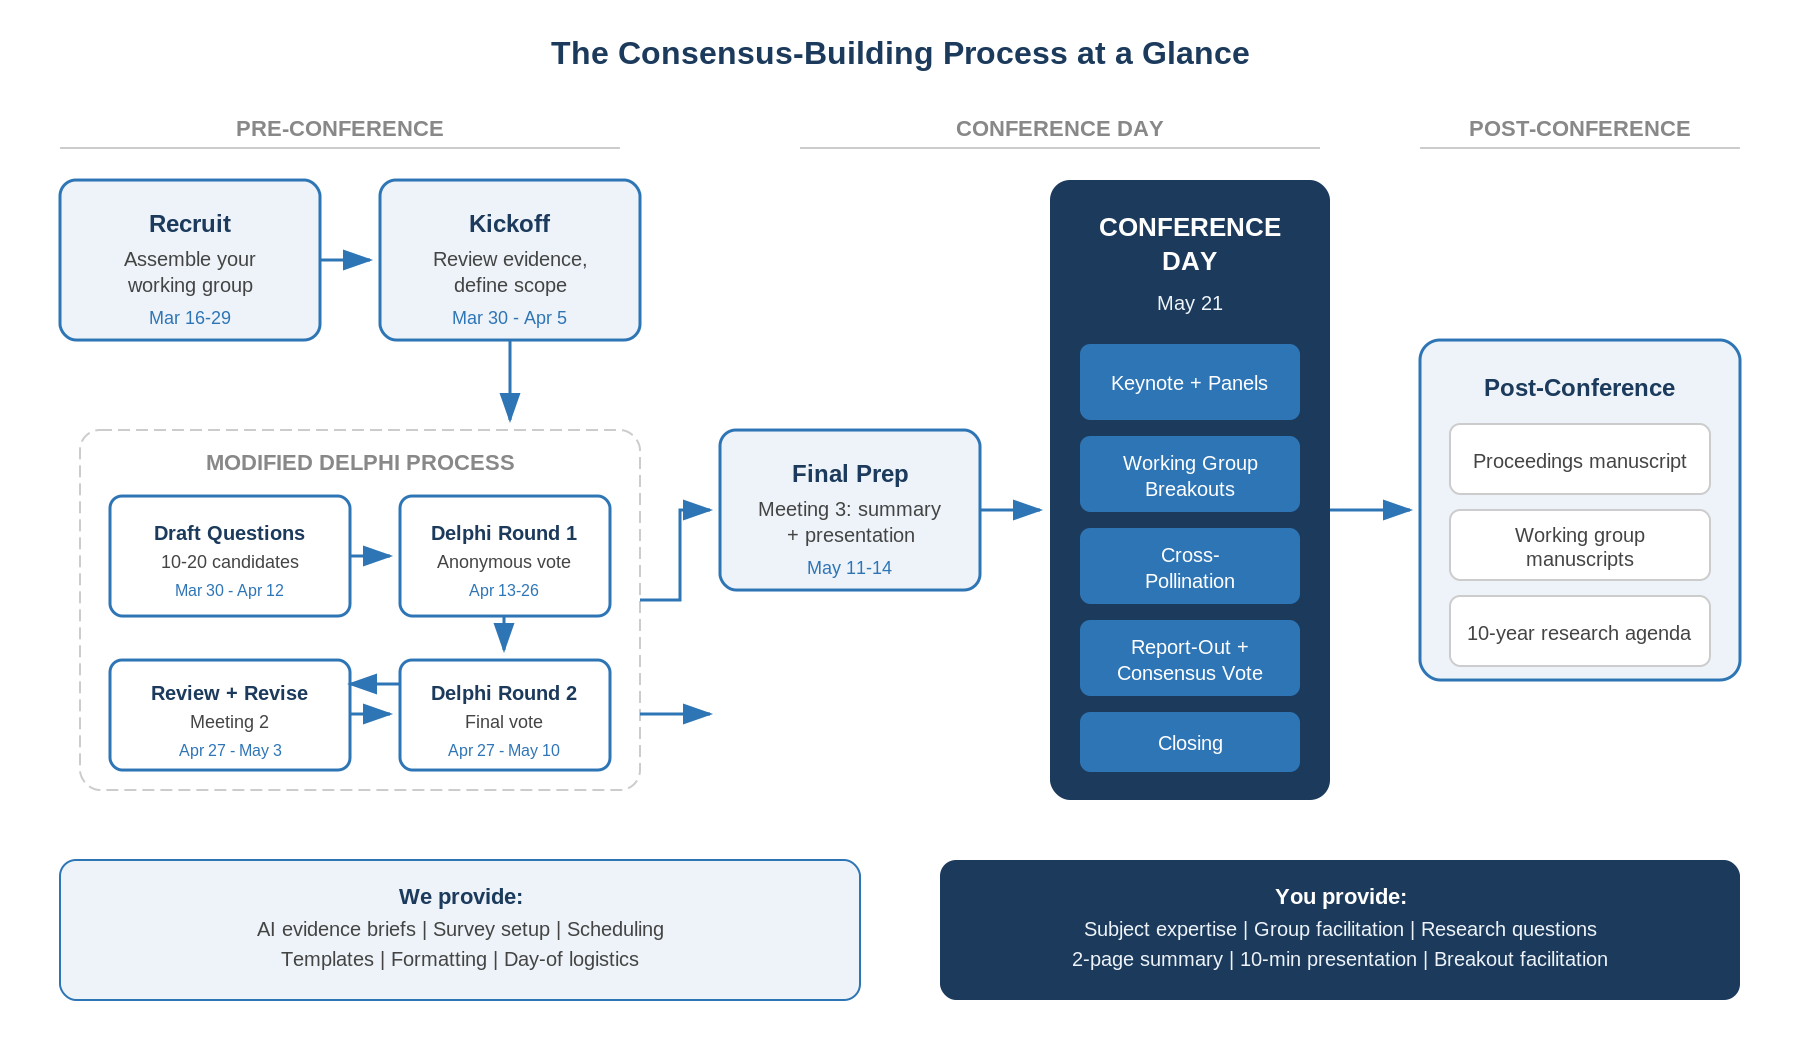 The Consensus-Building Process at a Glance
PRE-CONFERENCE
CONFERENCE DAY
POST-CONFERENCE
Recruit
Assemble your
working group
Mar 16-29
Kickoff
Review evidence,
define scope
Mar 30 - Apr 5
MODIFIED DELPHI PROCESS
Draft Questions
10-20 candidates
Mar 30 - Apr 12
Delphi Round 1
Anonymous vote
Apr 13-26
Review + Revise
Meeting 2
Apr 27 - May 3
Delphi Round 2
Final vote
Apr 27 - May 10
Final Prep
Meeting 3: summary
+ presentation
May 11-14
CONFERENCE
DAY
May 21
Keynote + Panels
Working Group
Breakouts
Cross-
Pollination
Report-Out +
Consensus Vote
Closing
Post-Conference
Proceedings manuscript
Working group
manuscripts
10-year research agenda
We provide:
AI evidence briefs | Survey setup | Scheduling
Templates | Formatting | Day-of logistics
You provide:
Subject expertise | Group facilitation | Research questions
2-page summary | 10-min presentation | Breakout facilitation